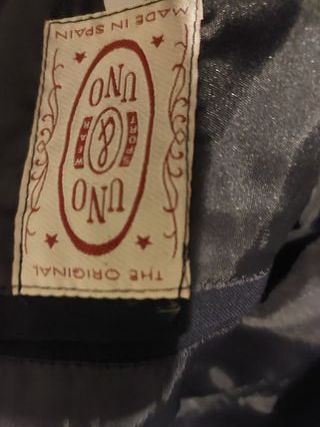 THE ORIGINAL
UNO
&
UNO
MADE IN SPAIN